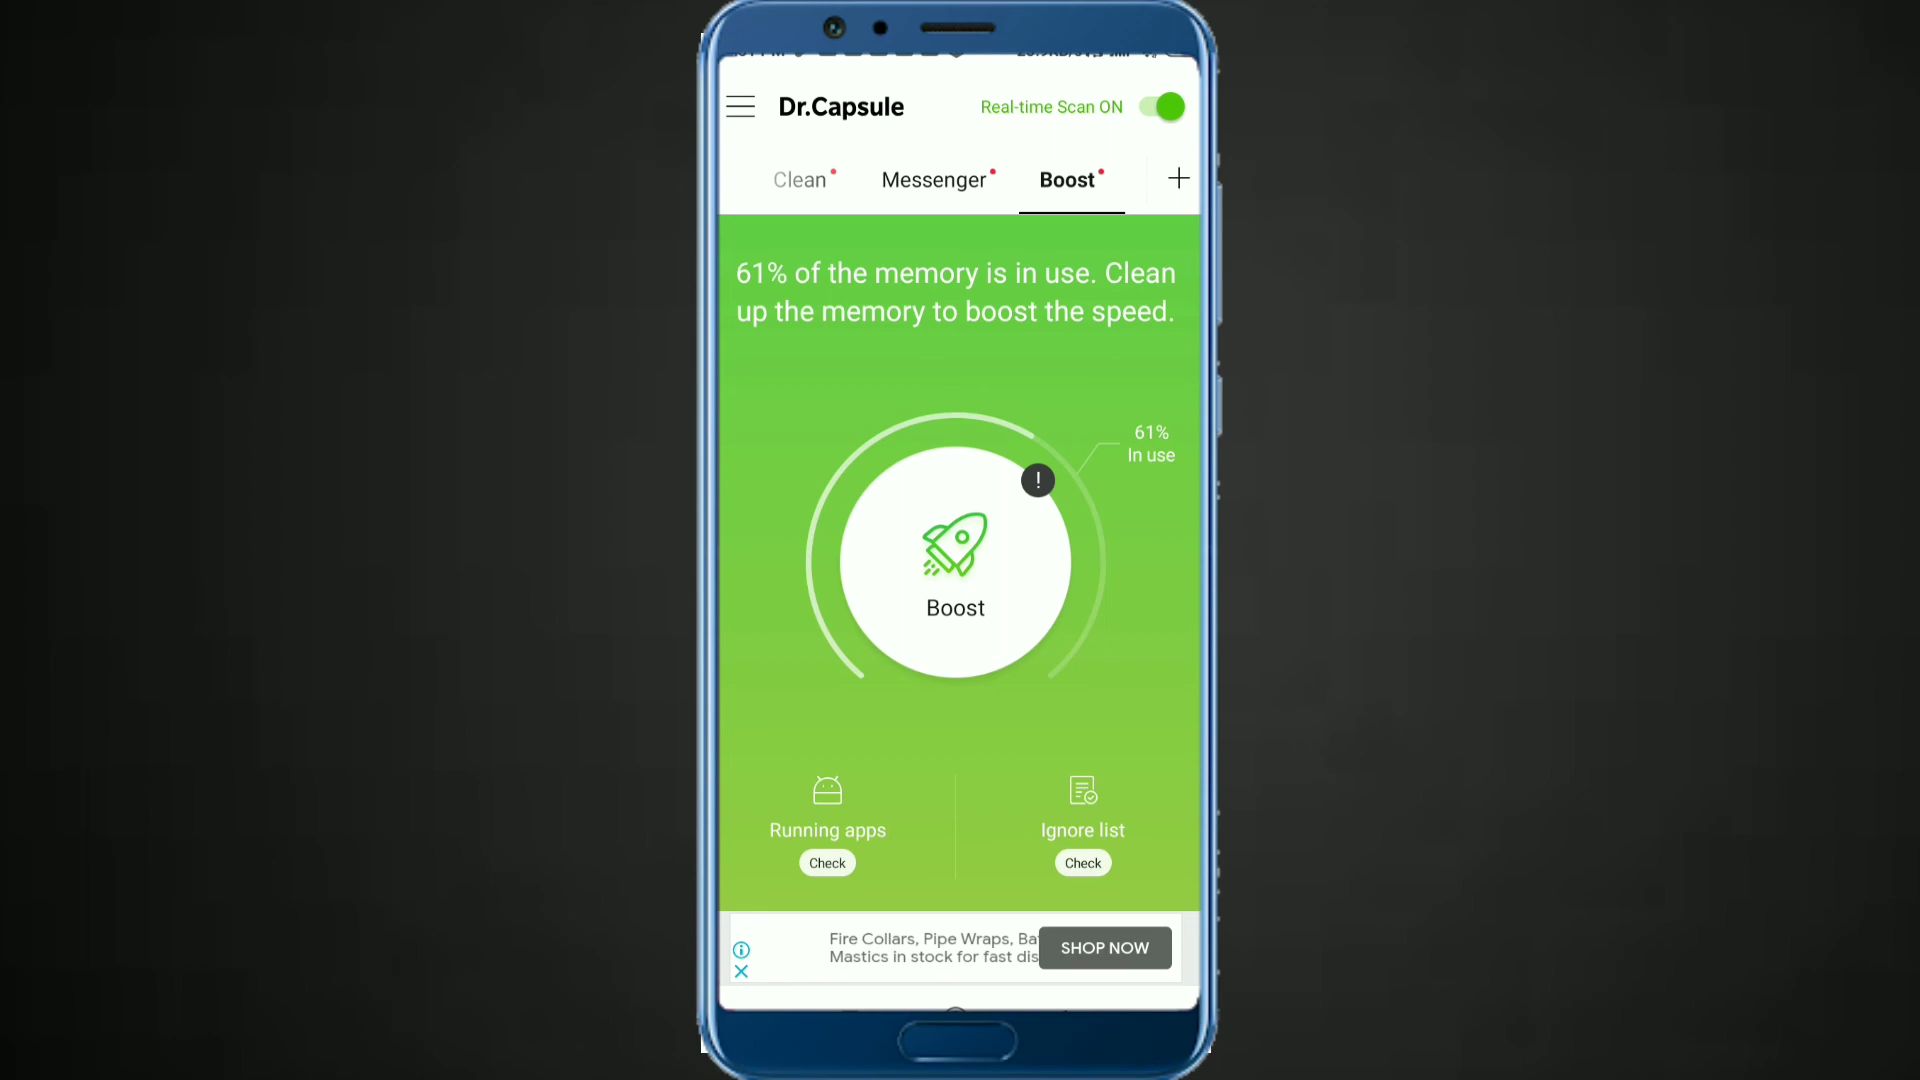 Dr.Capsule
Real-time Scan ON
Clean
Messenger
Boost
61% of the memory is in use. Clean
up the memory to boost the speed.
61%
In use
!
Boost
Running apps
Check
Ignore list
Check
Fire Collars, Pipe Wraps,
Mastics in stock for fast
SHOP NOW